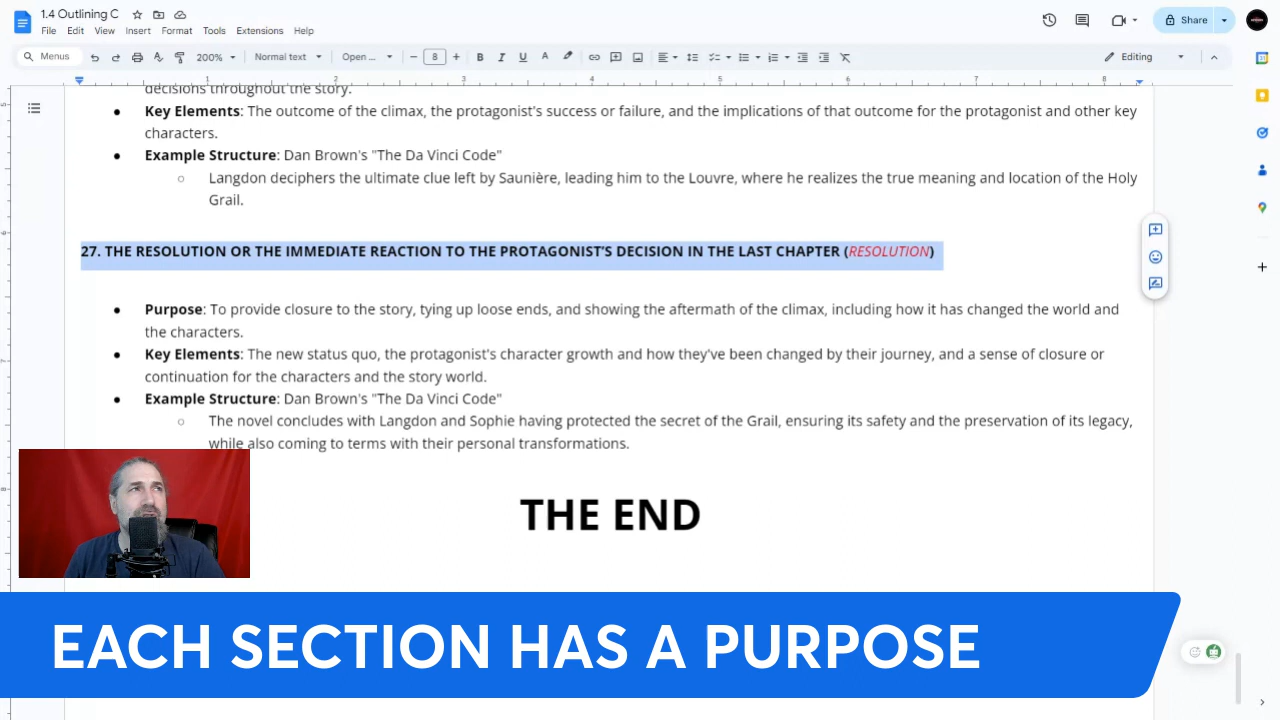 1.4 Outlining C
File Edit View Insert Format Tools Extensions Help
Share
Menus 200% Normal text Open ... 8 B I U A Editing
1 2 3 4 5 6 7 8
decisions throughout the story.
● Key Elements: The outcome of the climax, the protagonist's success or failure, and the implications of that outcome for the protagonist and other key
characters.
● Example Structure: Dan Brown's "The Da Vinci Code"
○ Langdon deciphers the ultimate clue left by Saunière, leading him to the Louvre, where he realizes the true meaning and location of the Holy
Grail.
27. THE RESOLUTION OR THE IMMEDIATE REACTION TO THE PROTAGONIST'S DECISION IN THE LAST CHAPTER (RESOLUTION)
● Purpose: To provide closure to the story, tying up loose ends, and showing the aftermath of the climax, including how it has changed the world and
the characters.
● Key Elements: The new status quo, the protagonist's character growth and how they've been changed by their journey, and a sense of closure or
continuation for the characters and the story world.
● Example Structure: Dan Brown's "The Da Vinci Code"
○ The novel concludes with Langdon and Sophie having protected the secret of the Grail, ensuring its safety and the preservation of its legacy,
while also coming to terms with their personal transformations.
THE END
EACH SECTION HAS A PURPOSE